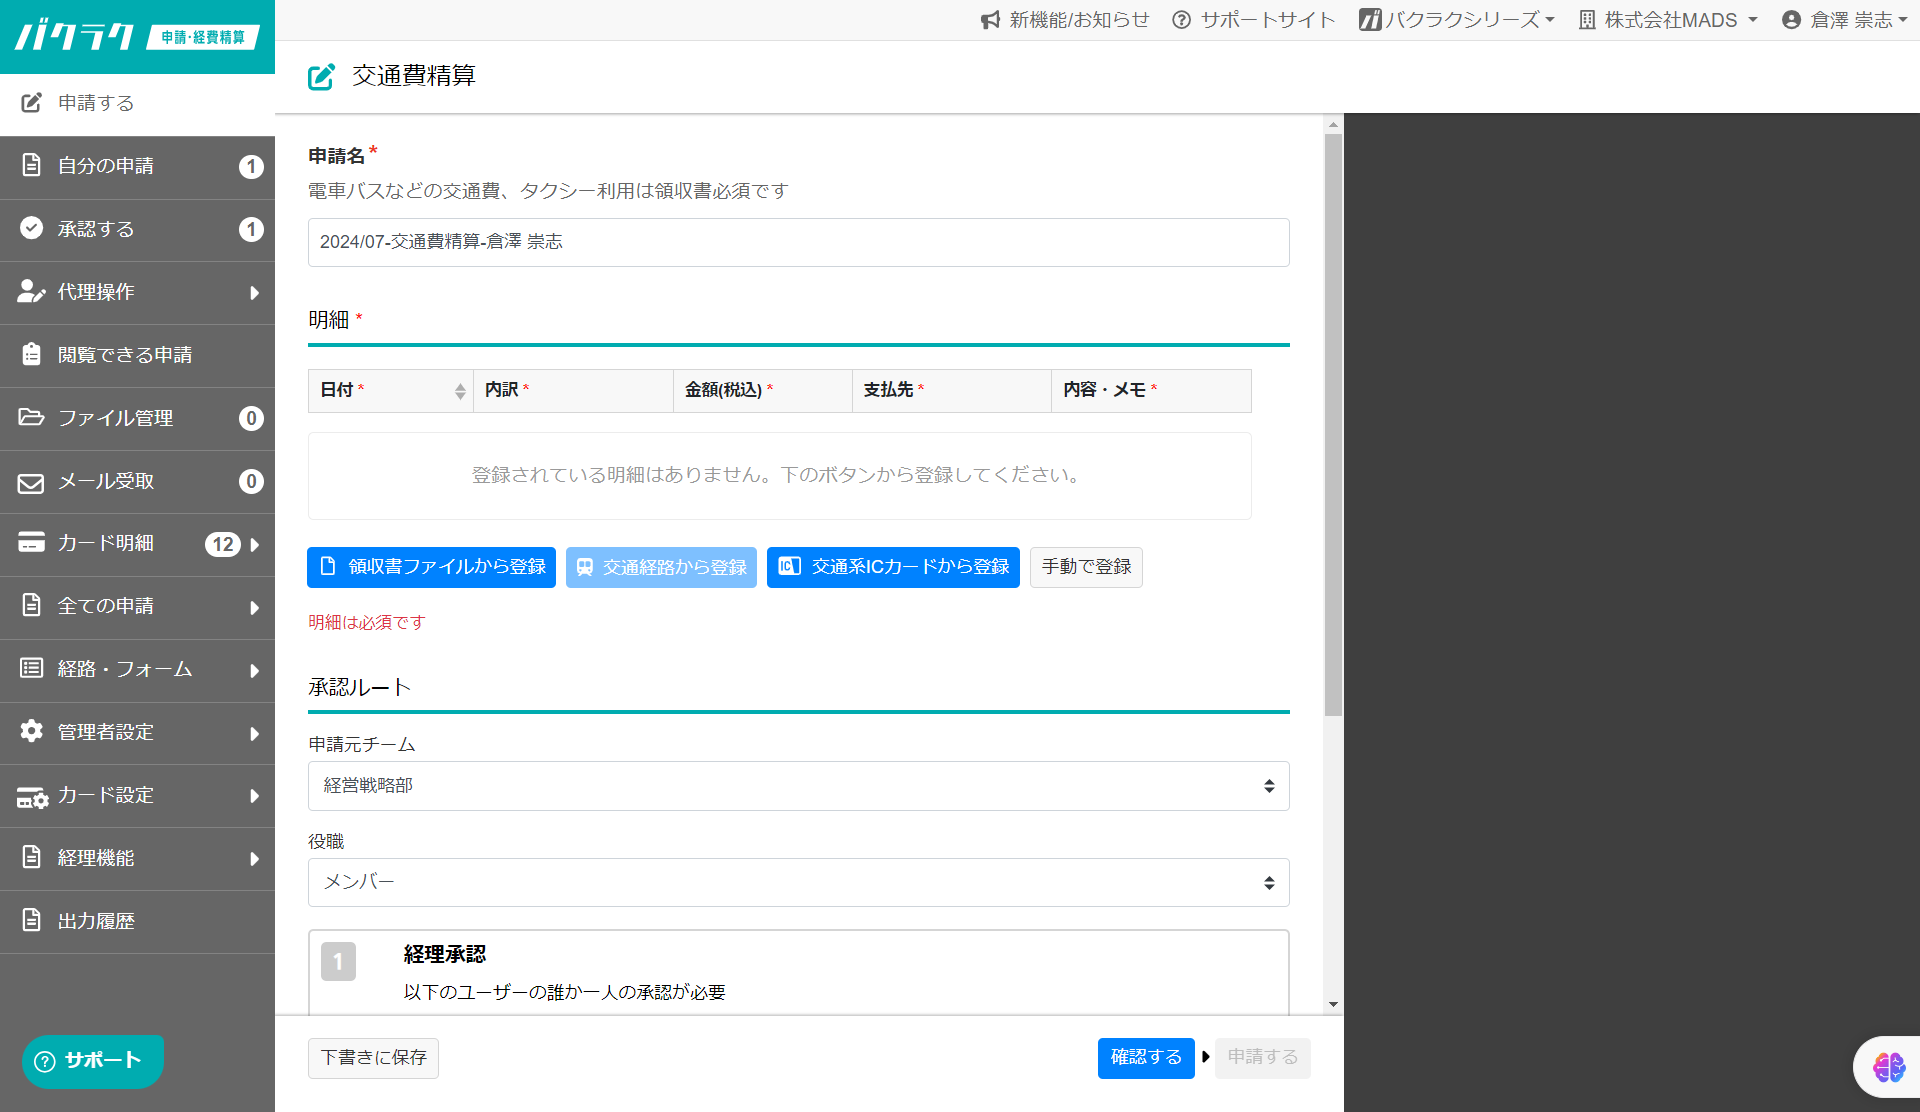 バクラク 申請・経費精算
新機能/お知らせ サポートサイト バクラクシリーズ 株式会社MADS 倉澤 崇志
申請する
自分の申請 1
承認する 1
代理操作
閲覧できる申請
ファイル管理 0
メール受取 0
カード明細 12
全ての申請
経路・フォーム
管理者設定
カード設定
経理機能
出力履歴
サポート
交通費精算
申請名*
電車バスなどの交通費、タクシー利用は領収書必須です
2024/07-交通費精算-倉澤 崇志
明細 *
日付 * 内訳 * 金額(税込) * 支払先 * 内容・メモ *
登録されている明細はありません。下のボタンから登録してください。
領収書ファイルから登録 交通経路から登録 IC 交通系ICカードから登録 手動で登録
明細は必須です
承認ルート
申請元チーム
経営戦略部
役職
メンバー
1 経理承認
以下のユーザーの誰か一人の承認が必要
下書きに保存 確認する 申請する